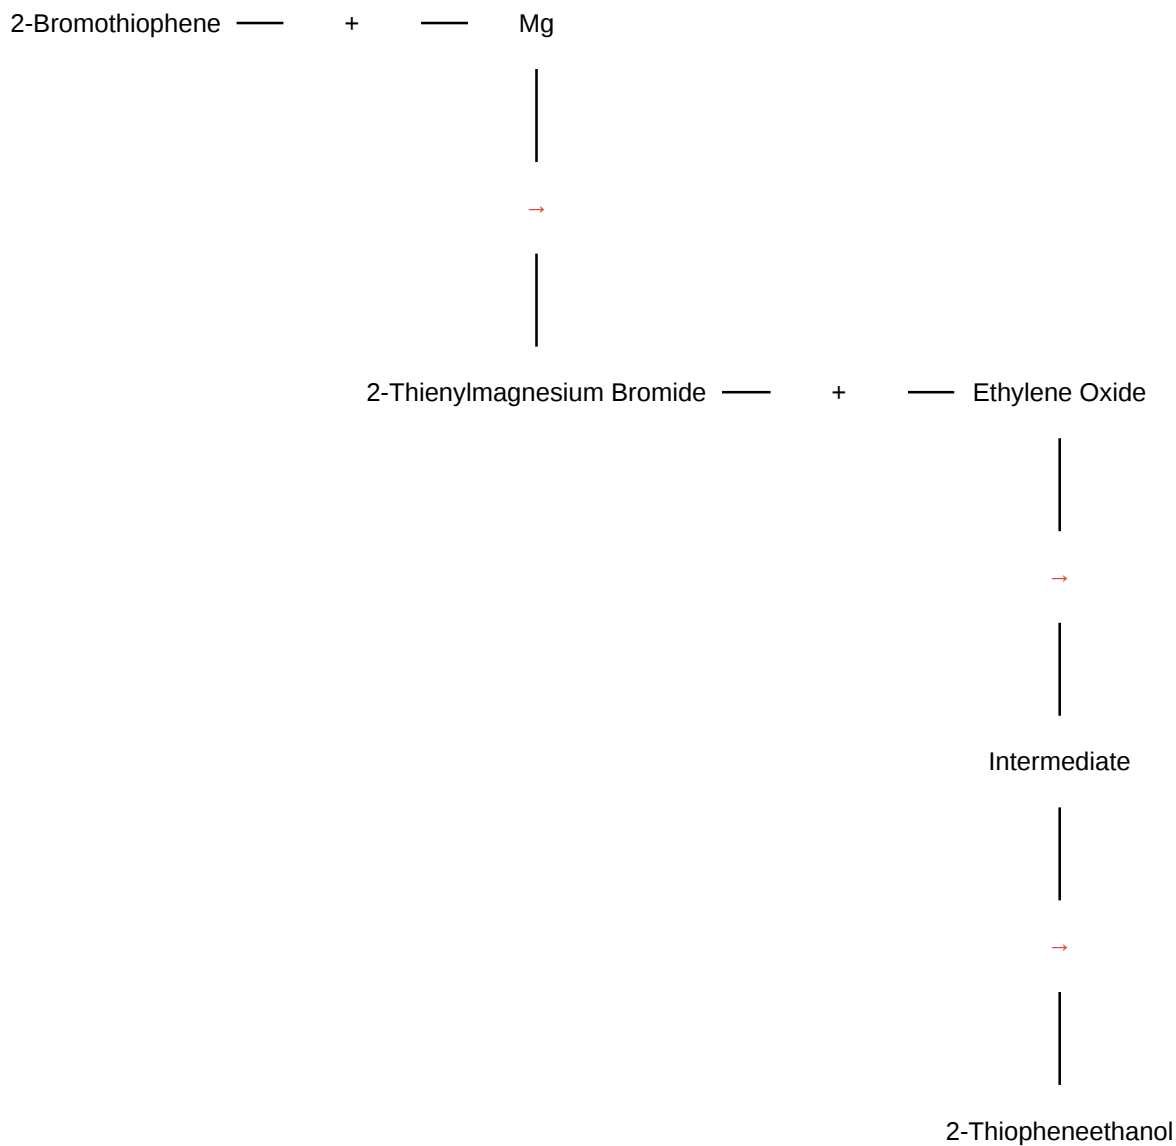 2-Bromothiophene + Mg
→
2-Thienylmagnesium Bromide + Ethylene Oxide
→
Intermediate
→
2-Thiopheneethanol